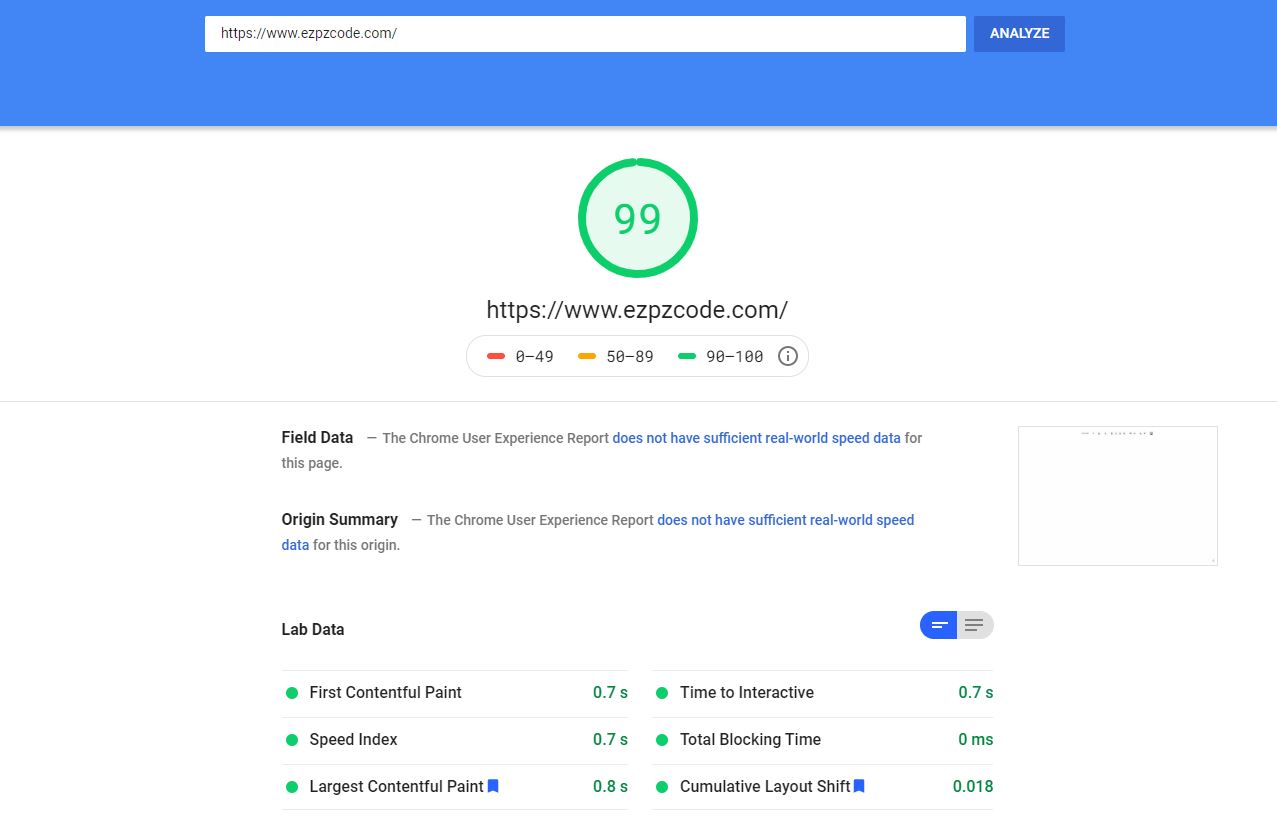 https://www.ezpzcode.com/
ANALYZE
99
https://www.ezpzcode.com/
0–49
50–89
90–100
Field Data — The Chrome User Experience Report does not have sufficient real-world speed data for
this page.
Origin Summary — The Chrome User Experience Report does not have sufficient real-world speed
data for this origin.
Lab Data
First Contentful Paint 0.7 s
Time to Interactive 0.7 s
Speed Index 0.7 s
Total Blocking Time 0 ms
Largest Contentful Paint 0.8 s
Cumulative Layout Shift 0.018